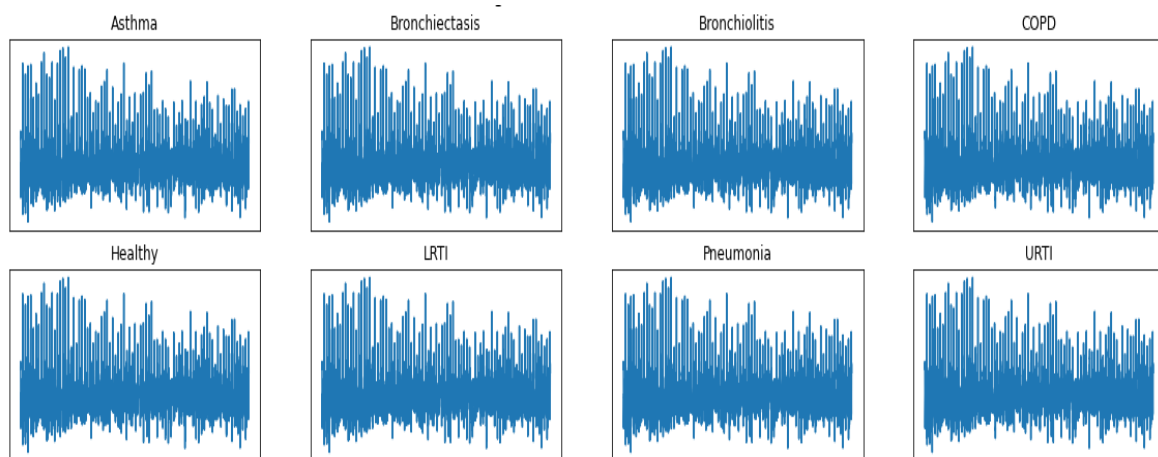 Asthma
Bronchiectasis
Bronchiolitis
COPD
Healthy
LRTI
Pneumonia
URTI